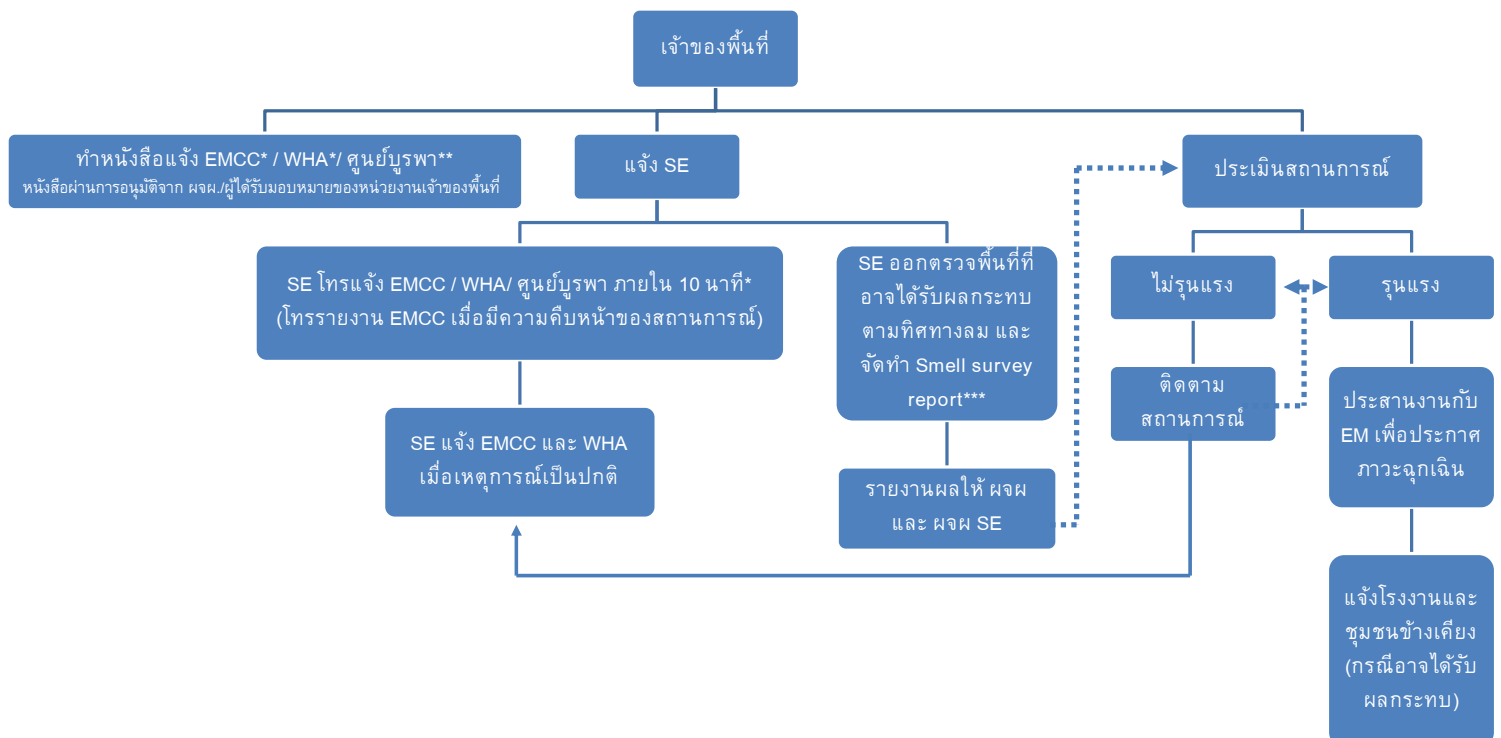 เจ้าของพื้นที่
ทำหนังสือแจ้ง EMCC* / WHA*/ ศูนย์บูรพา**
หนังสือผ่านการอนุมัติจาก ผจผ./ผู้ได้รับมอบหมายของหน่วยงานเจ้าของพื้นที่
แจ้ง SE
ประเมินสถานการณ์
SE โทรแจ้ง EMCC / WHA/ ศูนย์บูรพา ภายใน 10 นาที*
(โทรรายงาน EMCC เมื่อมีความคืบหน้าของสถานการณ์)
SE ออกตรวจพื้นที่ที่
อาจได้รับผลกระทบ
ตามทิศทางลม และ
จัดทำ Smell survey
report***
ไม่รุนแรง
รุนแรง
SE แจ้ง EMCC และ WHA
เมื่อเหตุการณ์เป็นปกติ
รายงานผลให้ ผจผ
และ ผจผ SE
ติดตาม
สถานการณ์
ประสานงานกับ
EM เพื่อประกาศ
ภาวะฉุกเฉิน
แจ้งโรงงานและ
ชุมชนข้างเคียง
(กรณีอาจได้รับ
ผลกระทบ)